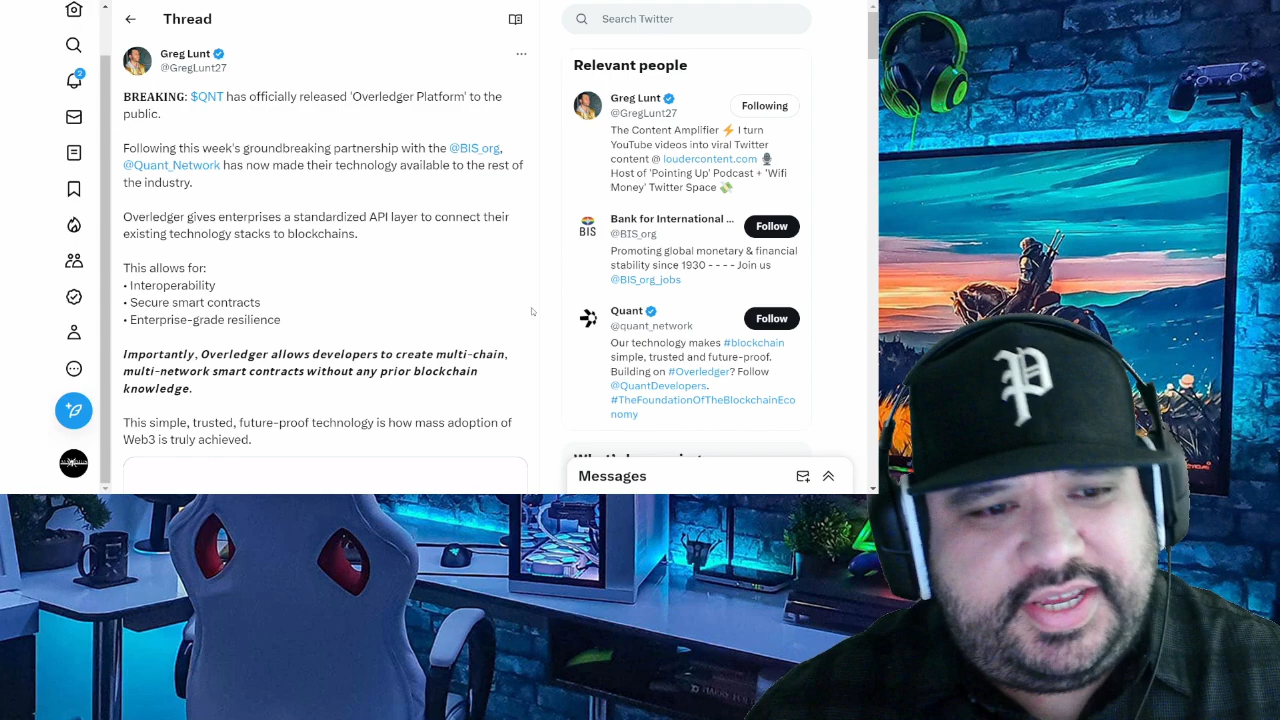 Thread
Search Twitter
Greg Lunt
@GregLunt27
BREAKING: $QNT has officially released 'Overledger Platform' to the
public.
Following this week's groundbreaking partnership with the @BIS_org,
@Quant_Network has now made their technology available to the rest of
the industry.
Overledger gives enterprises a standardized API layer to connect their
existing technology stacks to blockchains.
This allows for:
• Interoperability
• Secure smart contracts
• Enterprise-grade resilience
Importantly, Overledger allows developers to create multi-chain,
multi-network smart contracts without any prior blockchain
knowledge.
This simple, trusted, future-proof technology is how mass adoption of
Web3 is truly achieved.
2
Relevant people
Greg Lunt
@GregLunt27
Following
The Content Amplifier ⚡ I turn
YouTube videos into viral Twitter
content @ loudercontent.com 🎙️
Host of 'Pointing Up' Podcast + 'Wifi
Money' Twitter Space 💸
BIS
Bank for International ...
@BIS_org
Follow
Promoting global monetary & financial
stability since 1930 - - - - Join us
@BIS_org_jobs
Quant
@quant_network
Follow
Our technology makes #blockchain
simple, trusted and future-proof.
Building on #Overledger? Follow
@QuantDevelopers.
#TheFoundationOfTheBlockchainEco
nomy
Messages
P